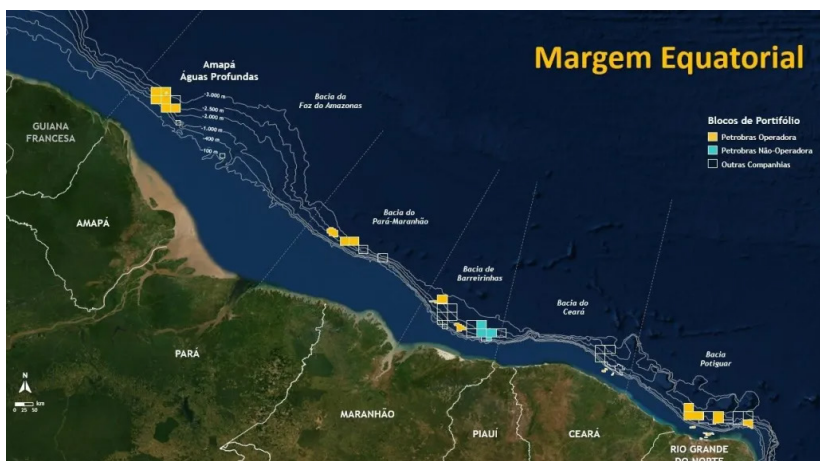 Margem Equatorial
Amapá
Águas Profundas
Bacia da
Foz do Amazonas
-3.000 m
-2.500 m
-2.000 m
-1.000 m
-400 m
-100 m
Blocos de Portifólio
Petrobras Operadora
Petrobras Não-Operadora
Outras Companhias
GUIANA
FRANCESA
AMAPÁ
Bacia do
Pará-Maranhão
Bacia de
Barreirinhas
Bacia do
Ceará
Bacia
Potiguar
PARÁ
MARANHÃO
PIAUÍ
CEARÁ
RIO GRANDE
DO NORTE
N
km
0 25 50